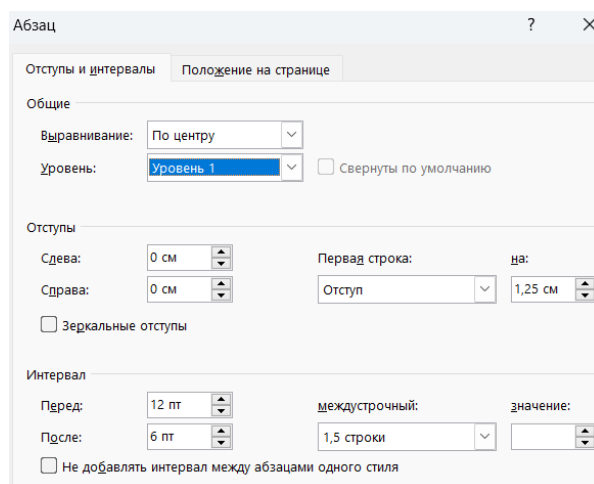 Абзац ?
Отступы и интервалы Положение на странице
Общие
Выравнивание: По центру
Уровень: Уровень 1 Свернуты по умолчанию
Отступы
Слева: 0 см Первая строка: на:
Справа: 0 см Отступ 1,25 см
Зеркальные отступы
Интервал
Перед: 12 пт междустрочный: значение:
После: 6 пт 1,5 строки
Не добавлять интервал между абзацами одного стиля